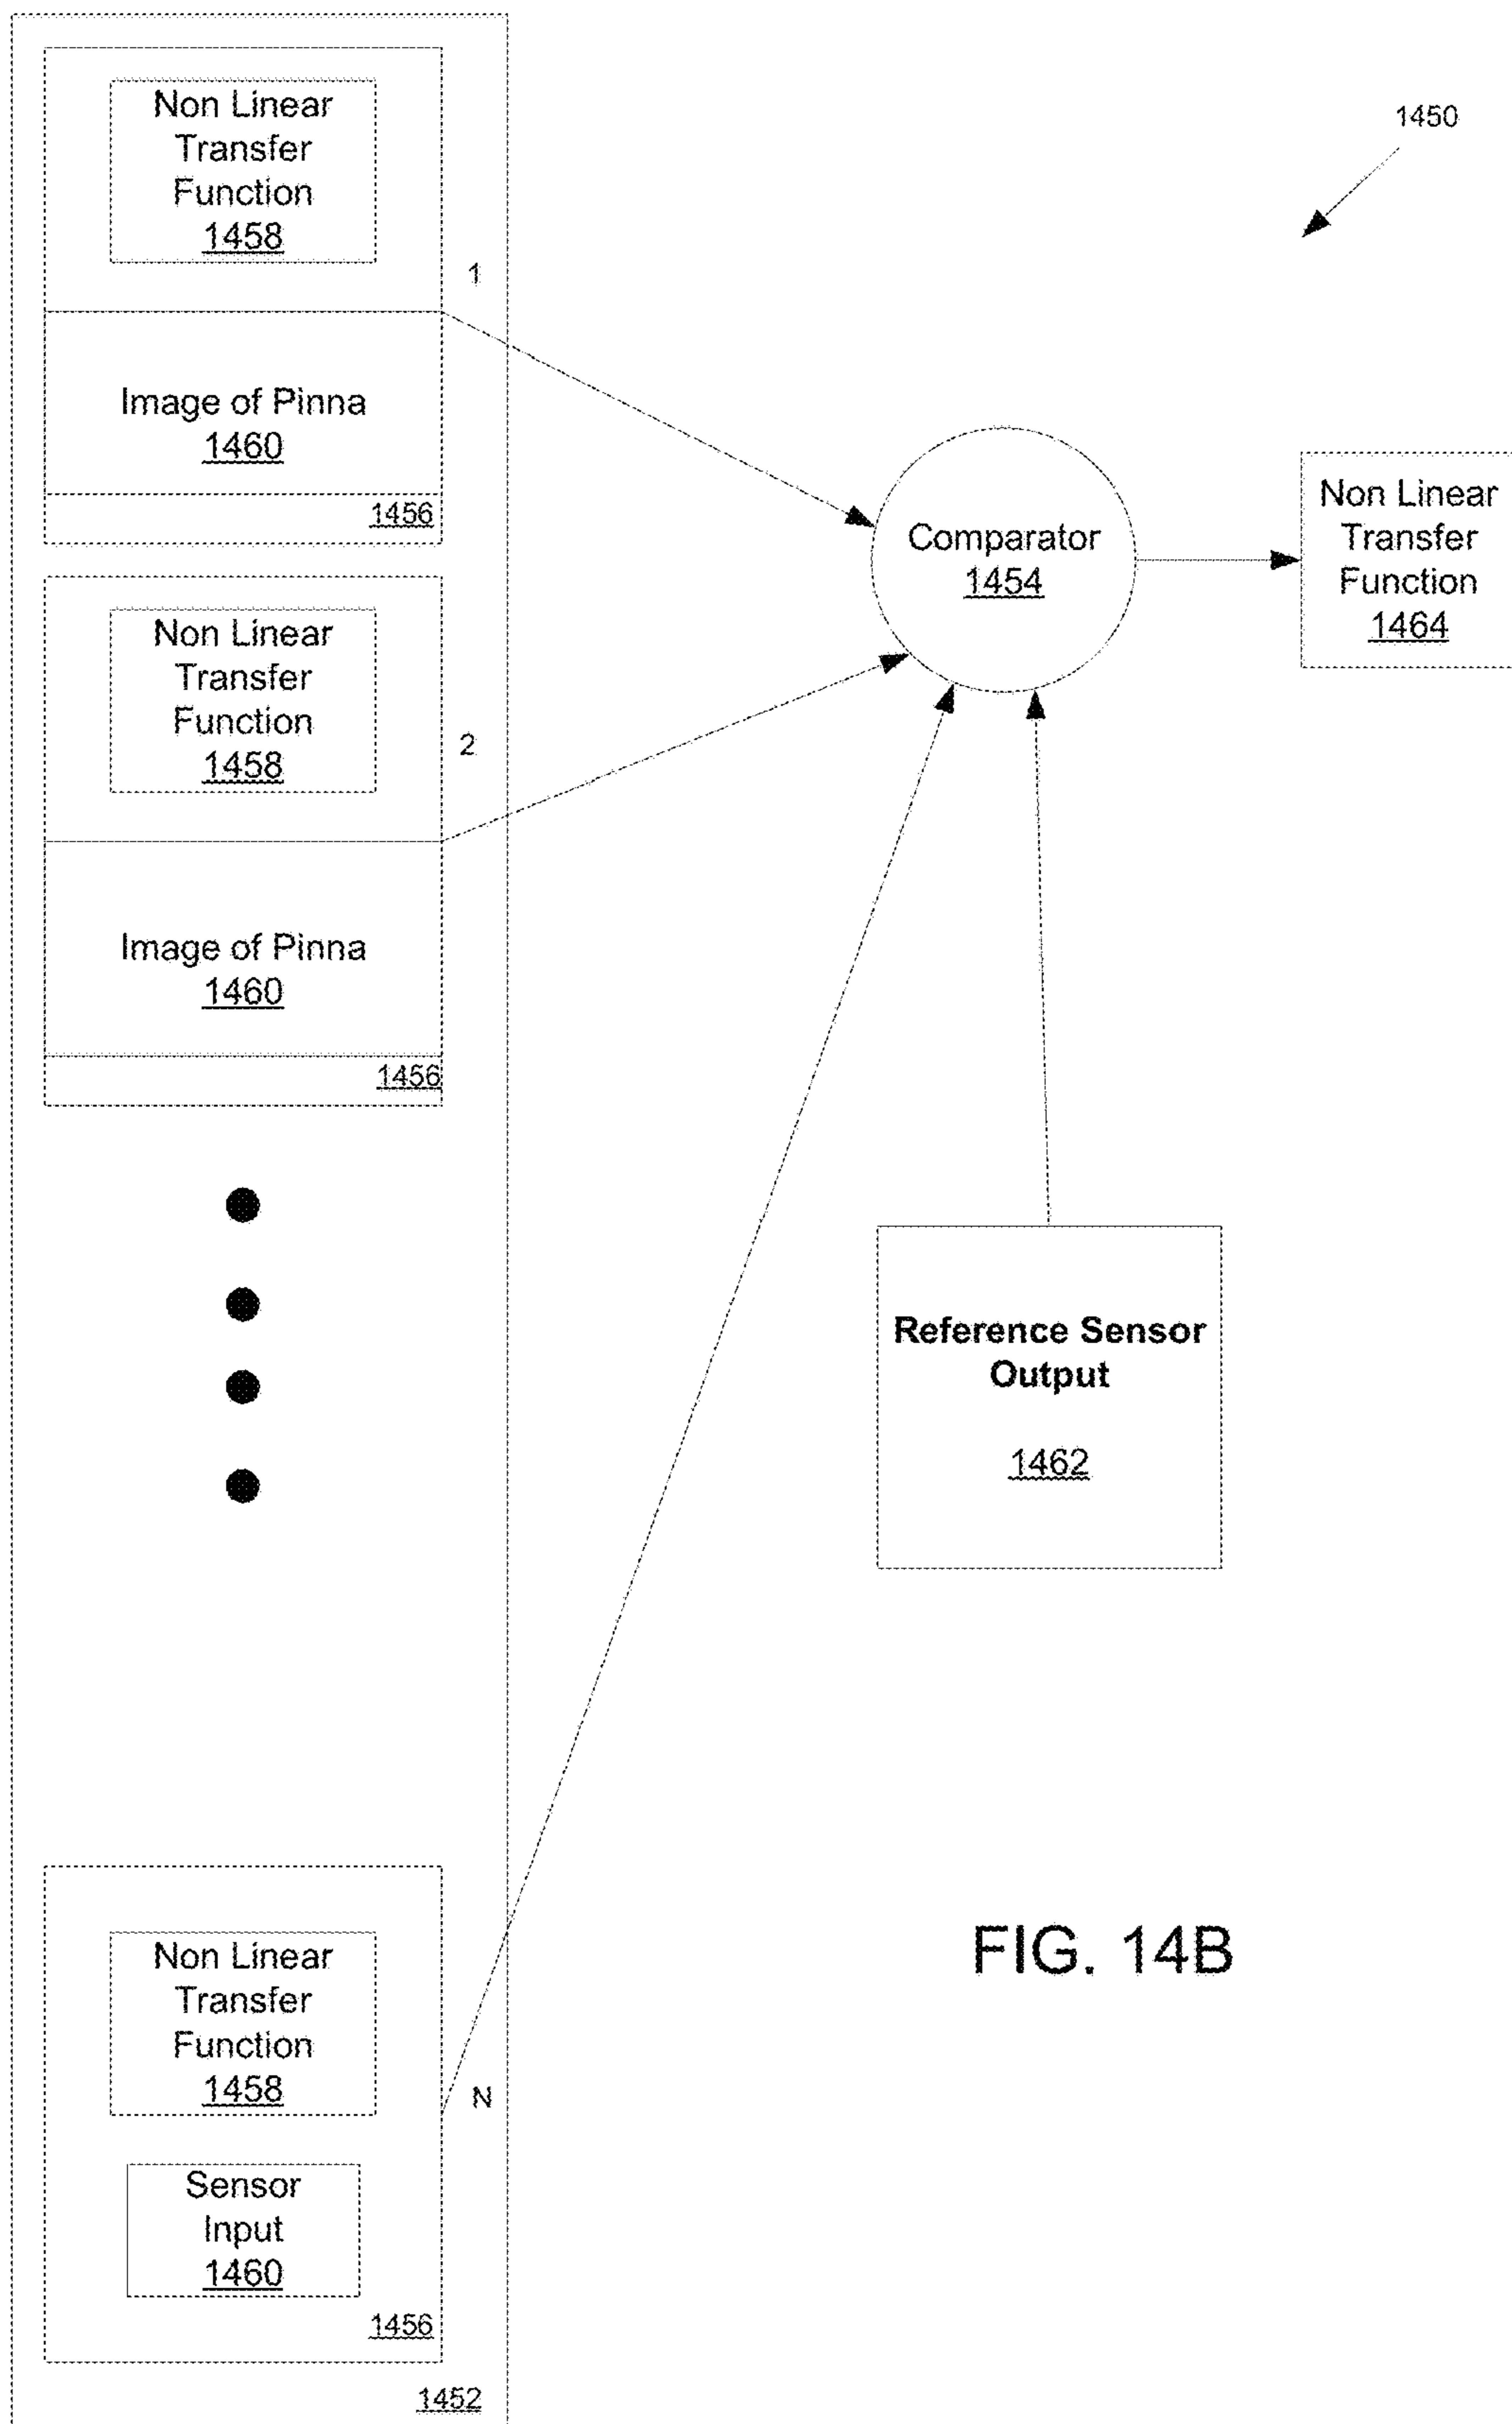 Non Linear
Transfer
Function
1458
1
Image of Pinna
1460
1456
Non Linear
Transfer
Function
1458
2
Image of Pinna
1460
1456
Non Linear
Transfer
Function
1458
N
Sensor
Input
1460
1456
1452
1450
Comparator
1454
Non Linear
Transfer
Function
1464
Reference Sensor
Output
1462
FIG. 14B